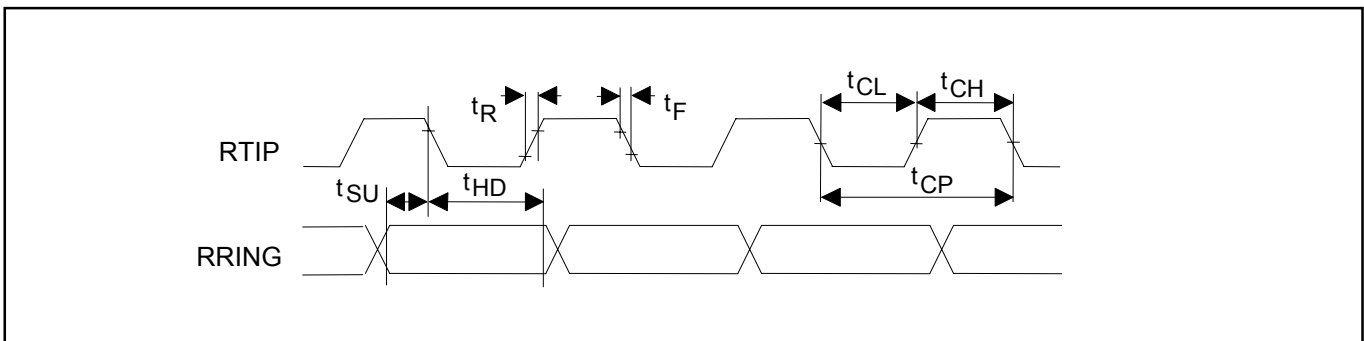 tR
tF
tCL
tCH
RTIP
tSU
tHD
tCP
RRING